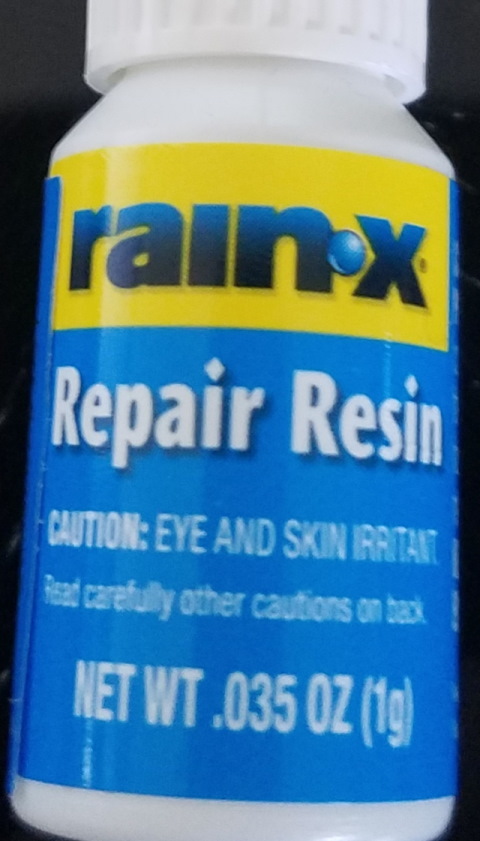 rain·x®
Repair Resin
CAUTION: EYE AND SKIN IRRITANT
Read carefully other cautions on back
NET WT .035 OZ (1g)